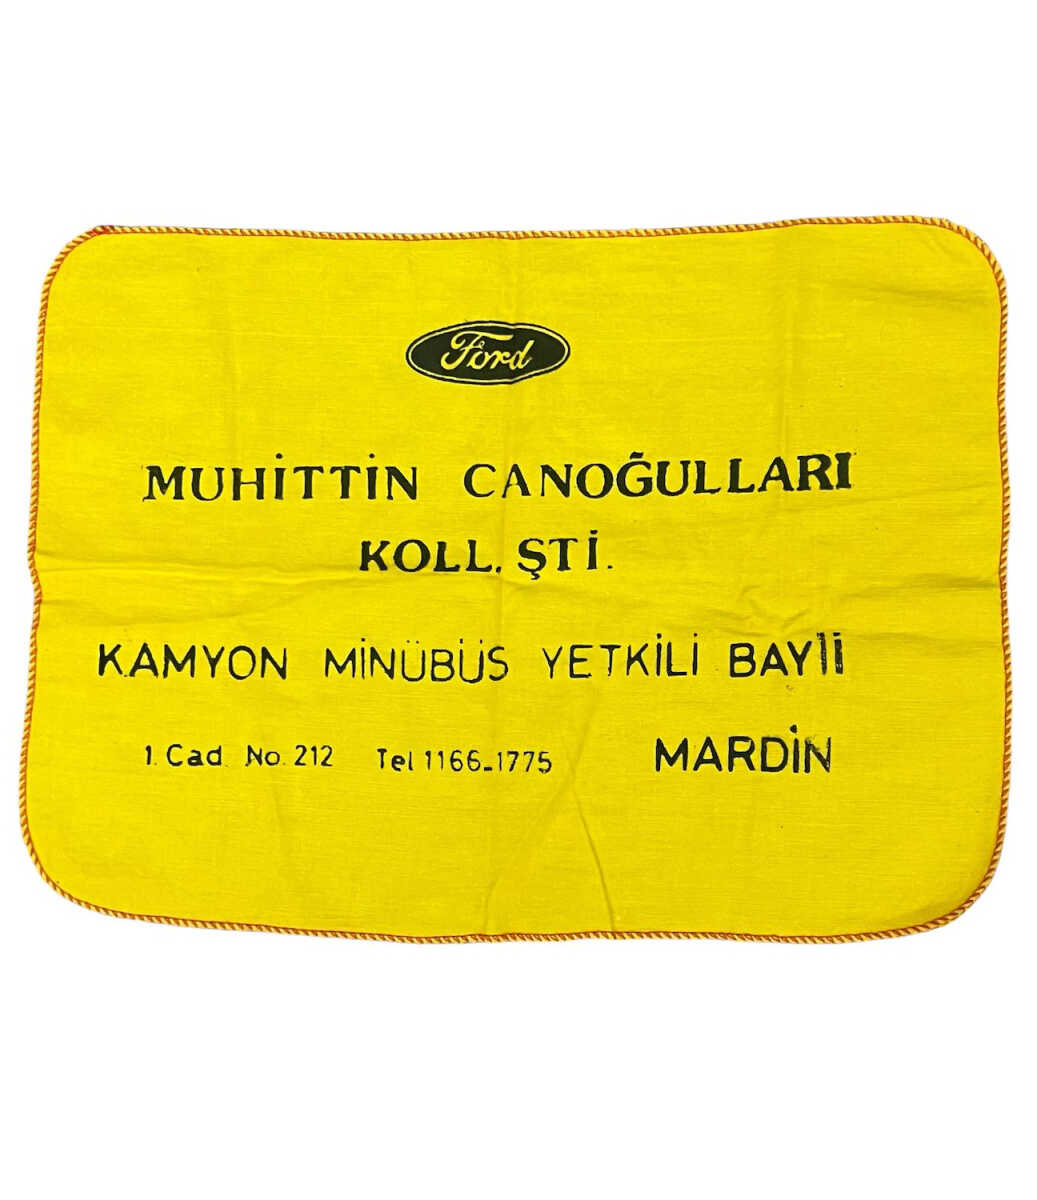 Ford
MUHİTTİN CANOĞULLARI
KOLL. ŞTİ.
KAMYON MİNÜBÜS YETKİLİ BAYİİ
1. Cad. No. 212 Tel 1166-1775 MARDİN